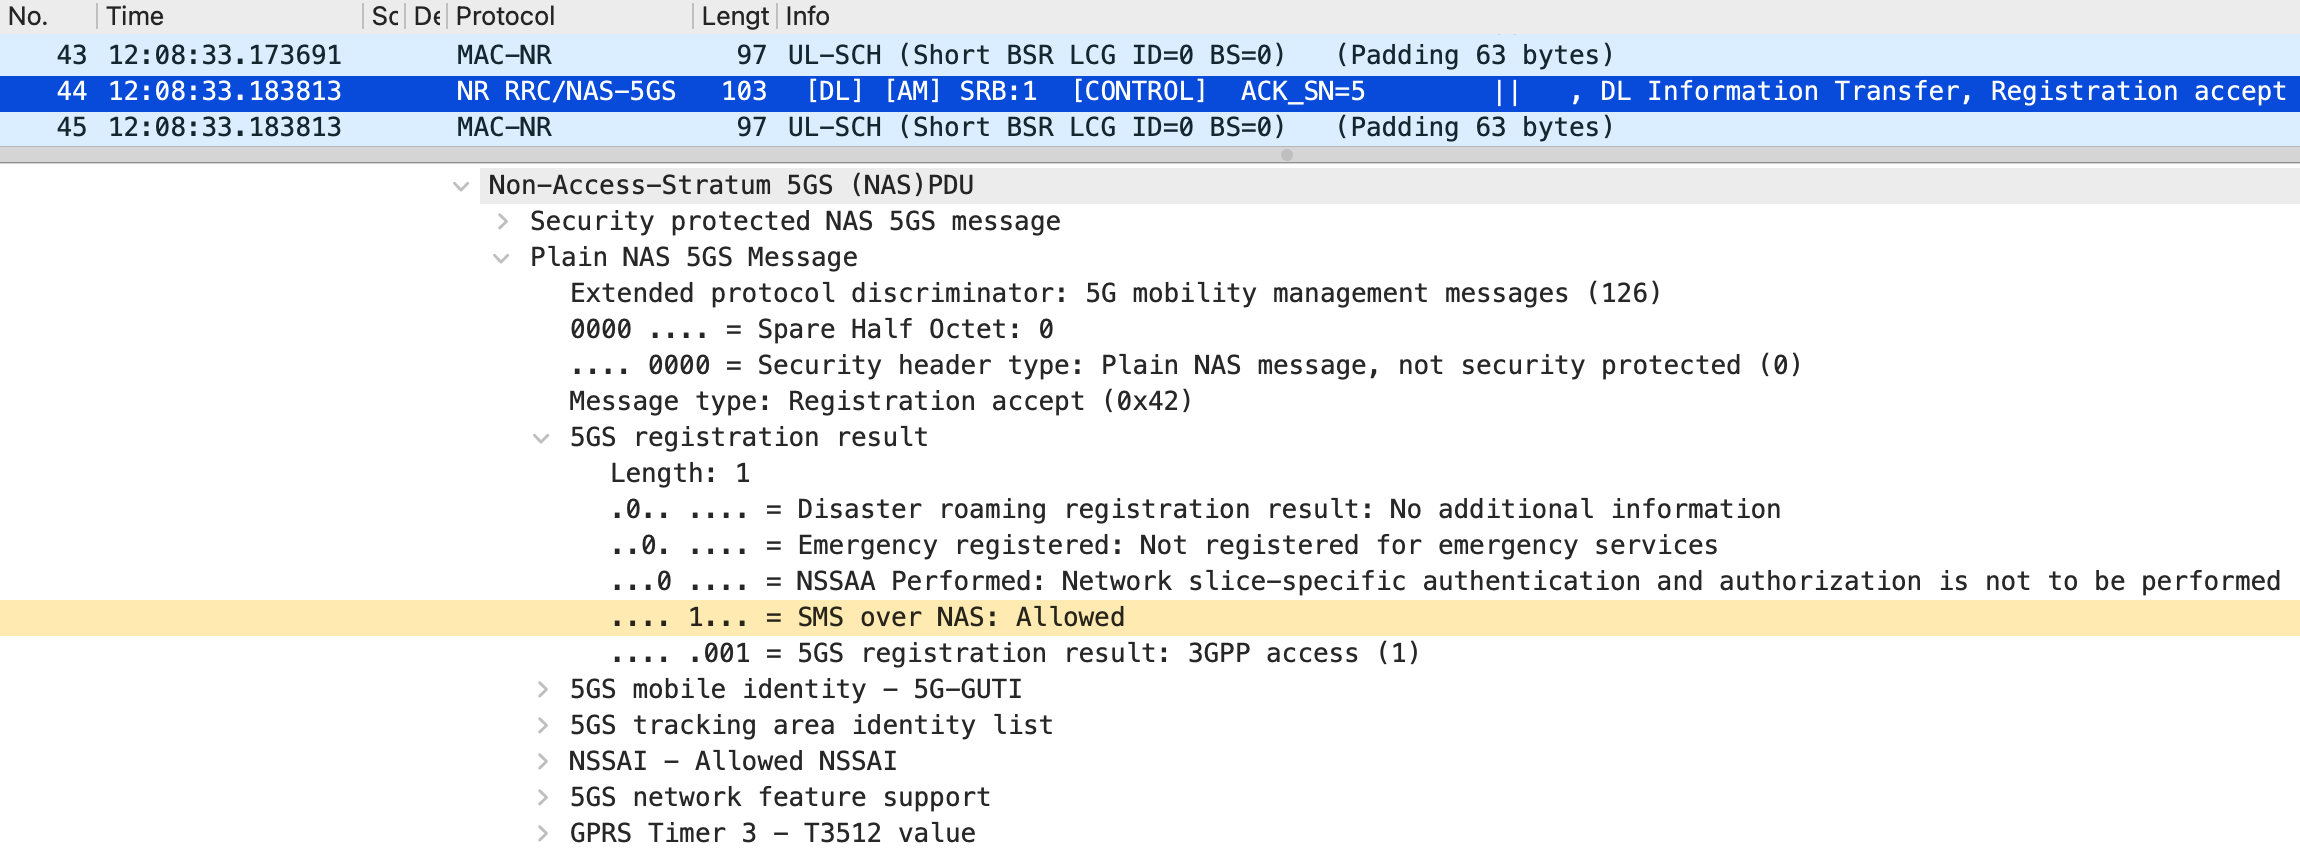 No. Time Sc De Protocol Lengt Info
43 12:08:33.173691 MAC-NR 97 UL-SCH (Short BSR LCG ID=0 BS=0) (Padding 63 bytes)
44 12:08:33.183813 NR RRC/NAS-5GS 103 [DL] [AM] SRB:1 [CONTROL] ACK_SN=5 || , DL Information Transfer, Registration accept
45 12:08:33.183813 MAC-NR 97 UL-SCH (Short BSR LCG ID=0 BS=0) (Padding 63 bytes)
Non-Access-Stratum 5GS (NAS)PDU
Security protected NAS 5GS message
Plain NAS 5GS Message
Extended protocol discriminator: 5G mobility management messages (126)
0000 .... = Spare Half Octet: 0
.... 0000 = Security header type: Plain NAS message, not security protected (0)
Message type: Registration accept (0x42)
5GS registration result
Length: 1
.0.. .... = Disaster roaming registration result: No additional information
..0. .... = Emergency registered: Not registered for emergency services
...0 .... = NSSAA Performed: Network slice-specific authentication and authorization is not to be performed
.... 1... = SMS over NAS: Allowed
.... .001 = 5GS registration result: 3GPP access (1)
5GS mobile identity - 5G-GUTI
5GS tracking area identity list
NSSAI - Allowed NSSAI
5GS network feature support
GPRS Timer 3 - T3512 value